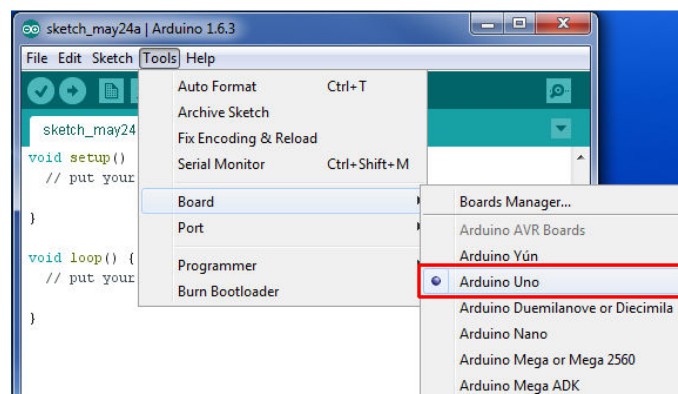 sketch_may24a | Arduino 1.6.3
File Edit Sketch Tools Help
Auto Format Ctrl+T
Archive Sketch
Fix Encoding & Reload
Serial Monitor Ctrl+Shift+M
Board
Port
Programmer
Burn Bootloader
sketch_may24
void setup()
// put your
}
void loop() {
// put your
}
Boards Manager...
Arduino AVR Boards
Arduino Yún
Arduino Uno
Arduino Duemilanove or Diecimila
Arduino Nano
Arduino Mega or Mega 2560
Arduino Mega ADK